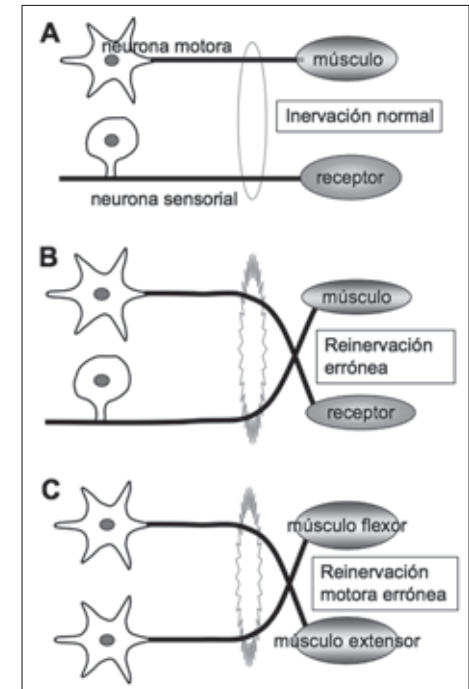 A
neurona motora
músculo
Inervación normal
receptor
neurona sensorial
B
músculo
Reinervación
errónea
receptor
C
músculo flexor
Reinervación
motora errónea
músculo extensor